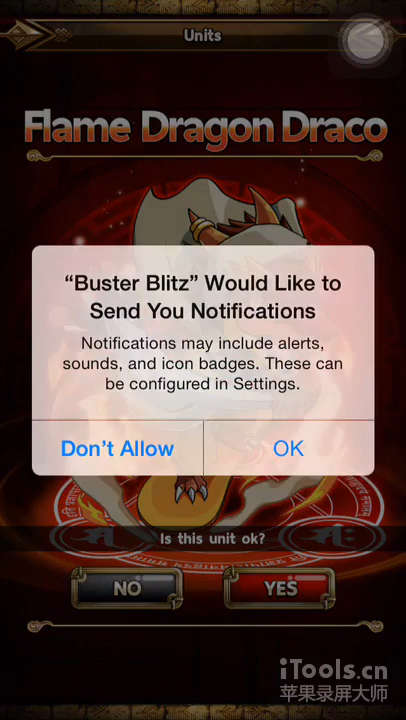 Units
Flame Dragon Draco
“Buster Blitz” Would Like to
Send You Notifications
Notifications may include alerts,
sounds, and icon badges. These can
be configured in Settings.
Don’t Allow
OK
Is this unit ok?
NO
YES
iTools.cn
苹果录屏大师